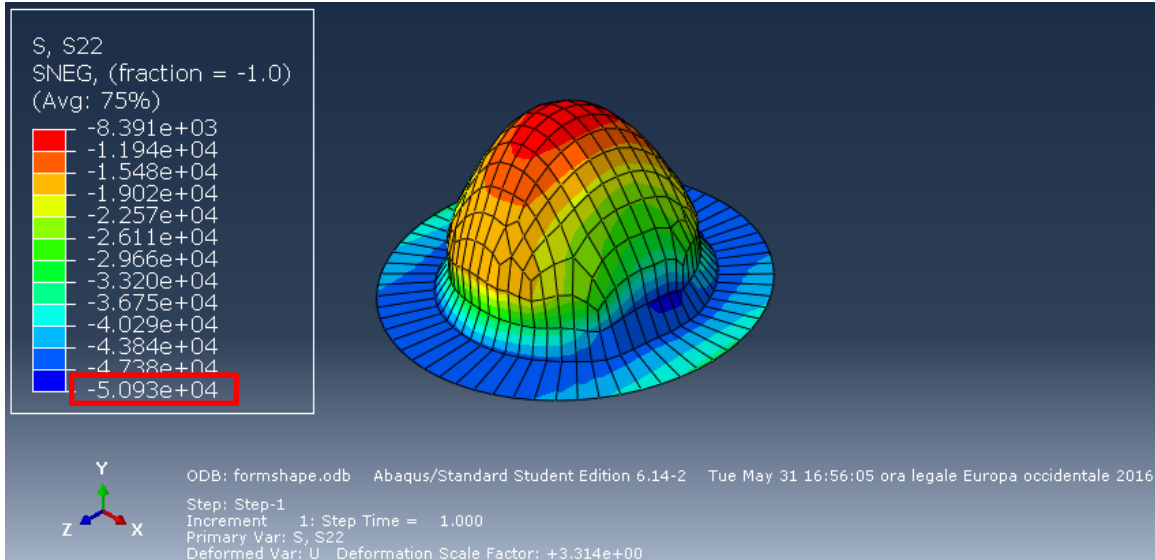 S, S22
SNEG, (fraction = -1.0)
(Avg: 75%)
-8.391e+03
-1.194e+04
-1.548e+04
-1.902e+04
-2.257e+04
-2.611e+04
-2.966e+04
-3.320e+04
-3.675e+04
-4.029e+04
-4.384e+04
-4.738e+04
-5.093e+04
Y
Z X
ODB: formshape.odb Abaqus/Standard Student Edition 6.14-2 Tue May 31 16:56:05 ora legale Europa occidentale 2016
Step: Step-1
Increment 1: Step Time = 1.000
Primary Var: S, S22
Deformed Var: U Deformation Scale Factor: +3.314e+00